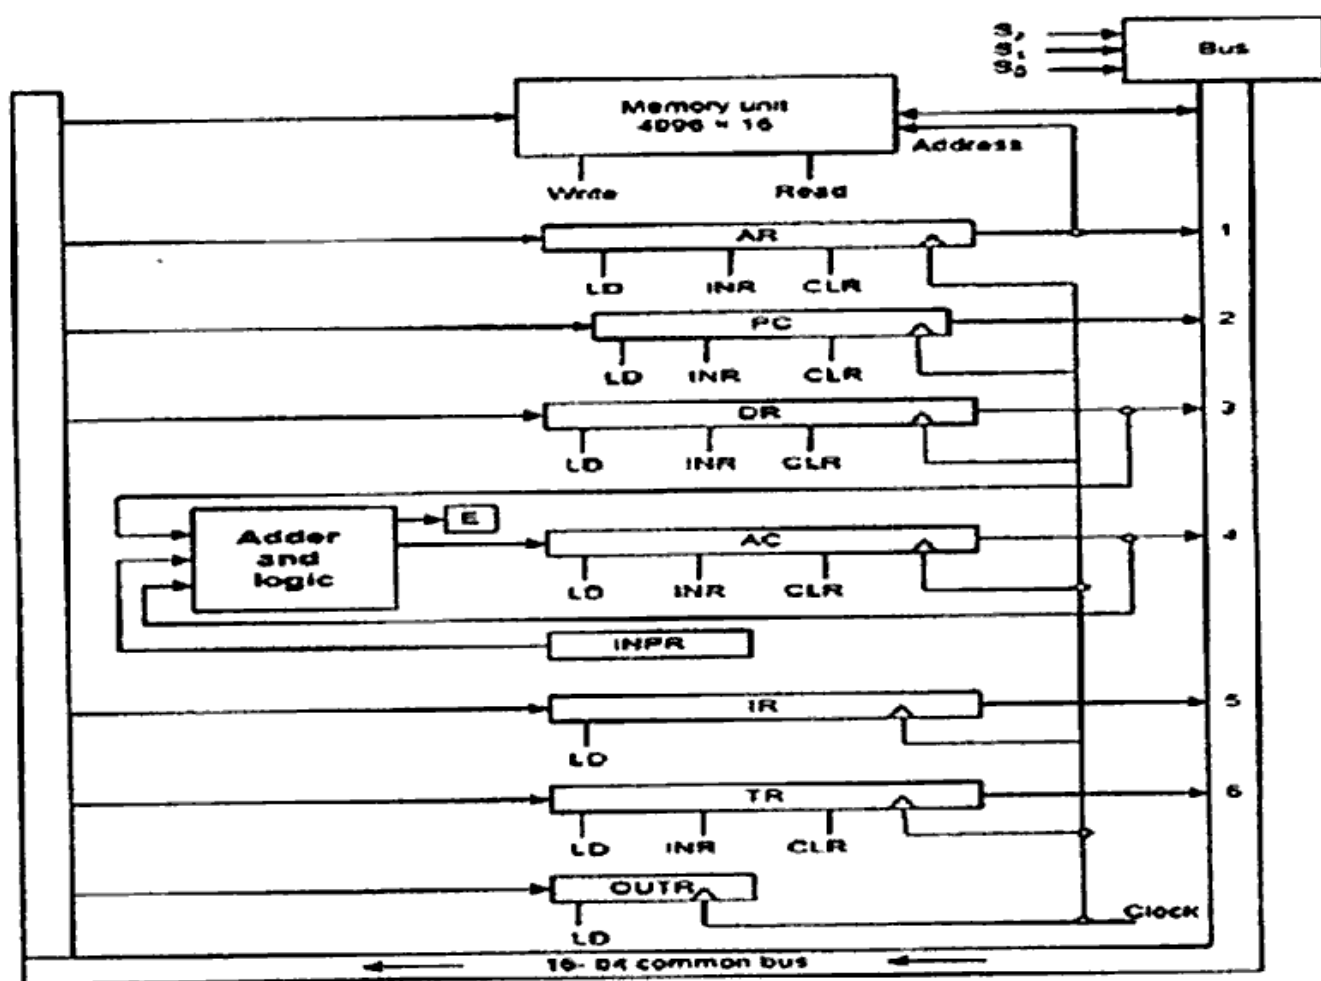 S₂
S₁
S₀
Bus
Memory unit
4096 × 16
Address
Write
Read
AR
1
LD
INR
CLR
PC
2
LD
INR
CLR
DR
3
LD
INR
CLR
Adder
and
logic
E
AC
4
LD
INR
CLR
INPR
IR
5
LD
TR
6
LD
INR
CLR
OUTR
LD
Clock
common bus